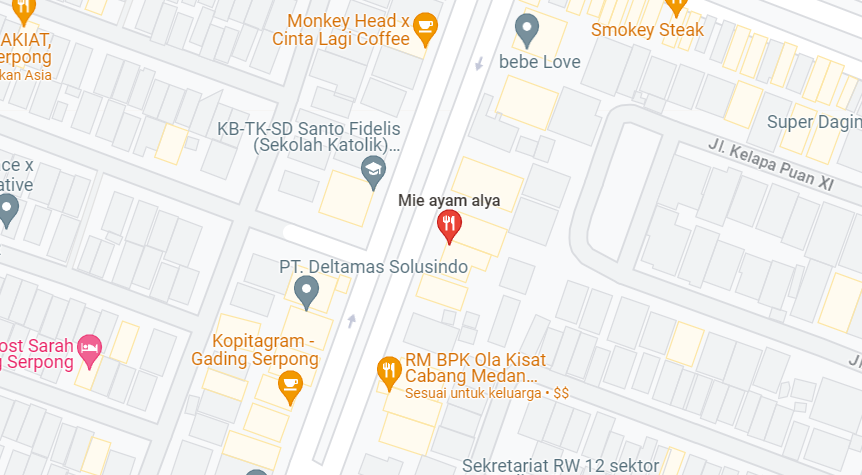 Monkey Head x
Cinta Lagi Coffee
Smokey Steak
bebe Love
AKIAT,
erpong
kan Asia
KB-TK-SD Santo Fidelis
(Sekolah Katolik)...
Super Dagin
Jl. Kelapa Puan XI
ce x
ative
Mie ayam alya
PT. Deltamas Solusindo
ost Sarah
g Serpong
Kopitagram -
Gading Serpong
RM BPK Ola Kisat
Cabang Medan...
Sesuai untuk keluarga • $$
Jl
Sekretariat RW 12 sektor